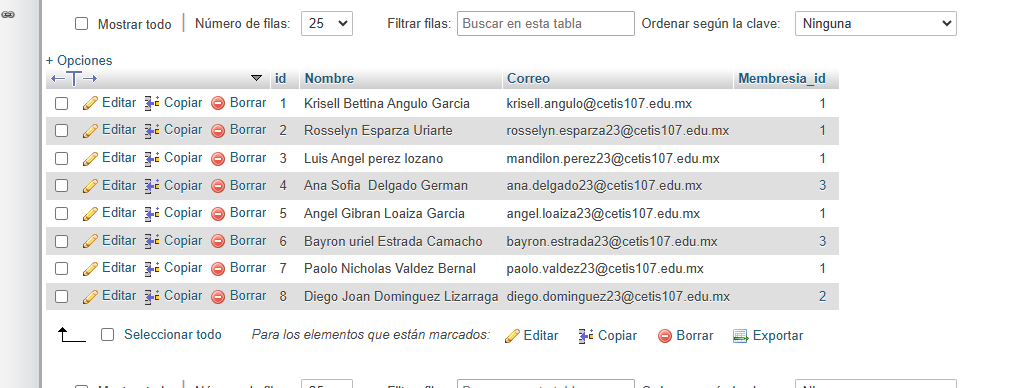 Mostrar todo | Número de filas: 25 Filtrar filas: Buscar en esta tabla Ordenar según la clave: Ninguna
+ Opciones
←T→ id Nombre Correo Membresia_id
Editar Copiar Borrar 1 Krisell Bettina Angulo Garcia krisell.angulo@cetis107.edu.mx 1
Editar Copiar Borrar 2 Rosselyn Esparza Uriarte rosselyn.esparza23@cetis107.edu.mx 1
Editar Copiar Borrar 3 Luis Angel perez lozano mandilon.perez23@cetis107.edu.mx 1
Editar Copiar Borrar 4 Ana Sofia  Delgado German ana.delgado23@cetis107.edu.mx 3
Editar Copiar Borrar 5 Angel Gibran Loaiza Garcia angel.loaiza23@cetis107.edu.mx 1
Editar Copiar Borrar 6 Bayron uriel Estrada Camacho bayron.estrada23@cetis107.edu.mx 3
Editar Copiar Borrar 7 Paolo Nicholas Valdez Bernal paolo.valdez23@cetis107.edu.mx 1
Editar Copiar Borrar 8 Diego Joan Dominguez Lizarraga diego.dominguez23@cetis107.edu.mx 2
Seleccionar todo Para los elementos que están marcados: Editar Copiar Borrar Exportar